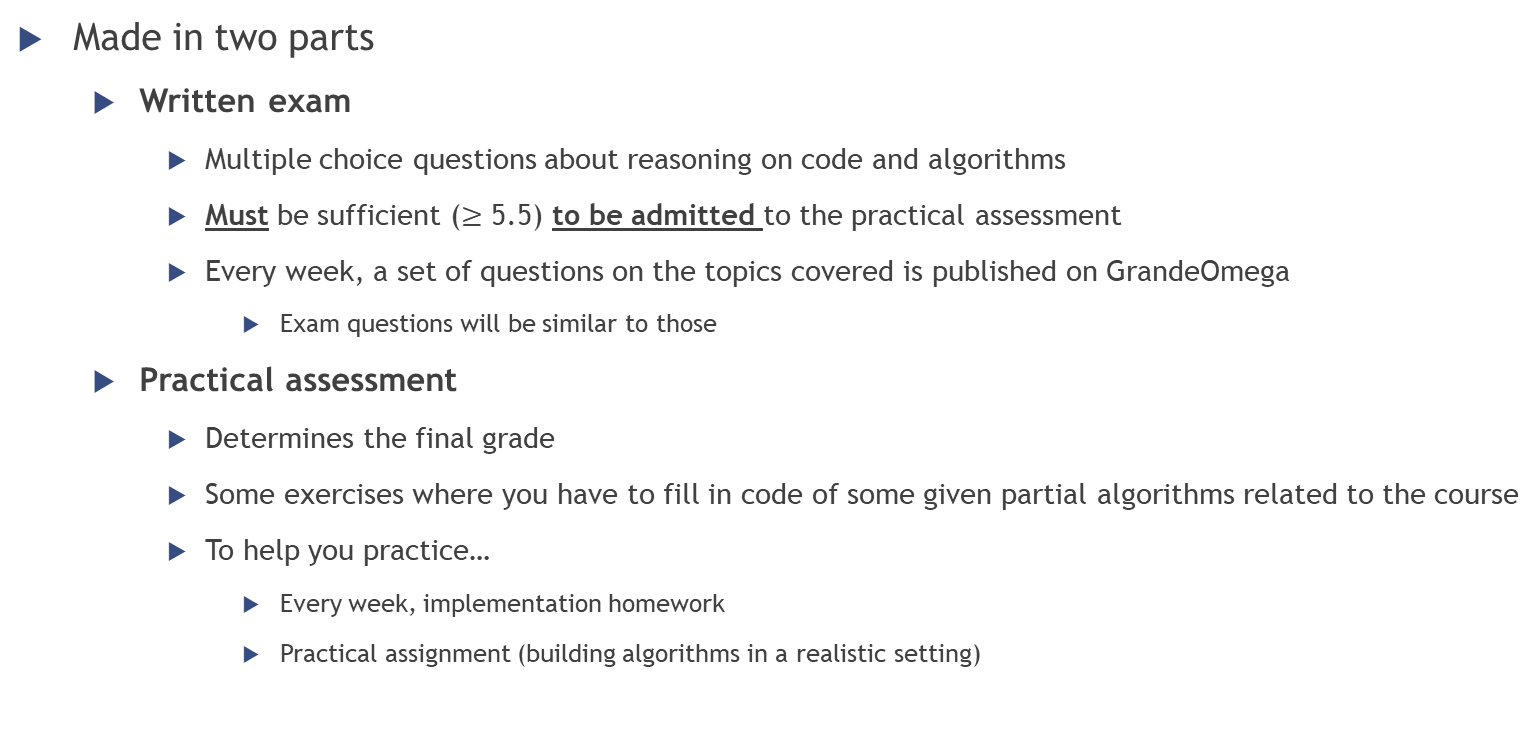 Made in two parts
Written exam
Multiple choice questions about reasoning on code and algorithms
Must be sufficient (≥ 5.5) to be admitted to the practical assessment
Every week, a set of questions on the topics covered is published on GrandeOmega
Exam questions will be similar to those
Practical assessment
Determines the final grade
Some exercises where you have to fill in code of some given partial algorithms related to the course
To help you practice…
Every week, implementation homework
Practical assignment (building algorithms in a realistic setting)